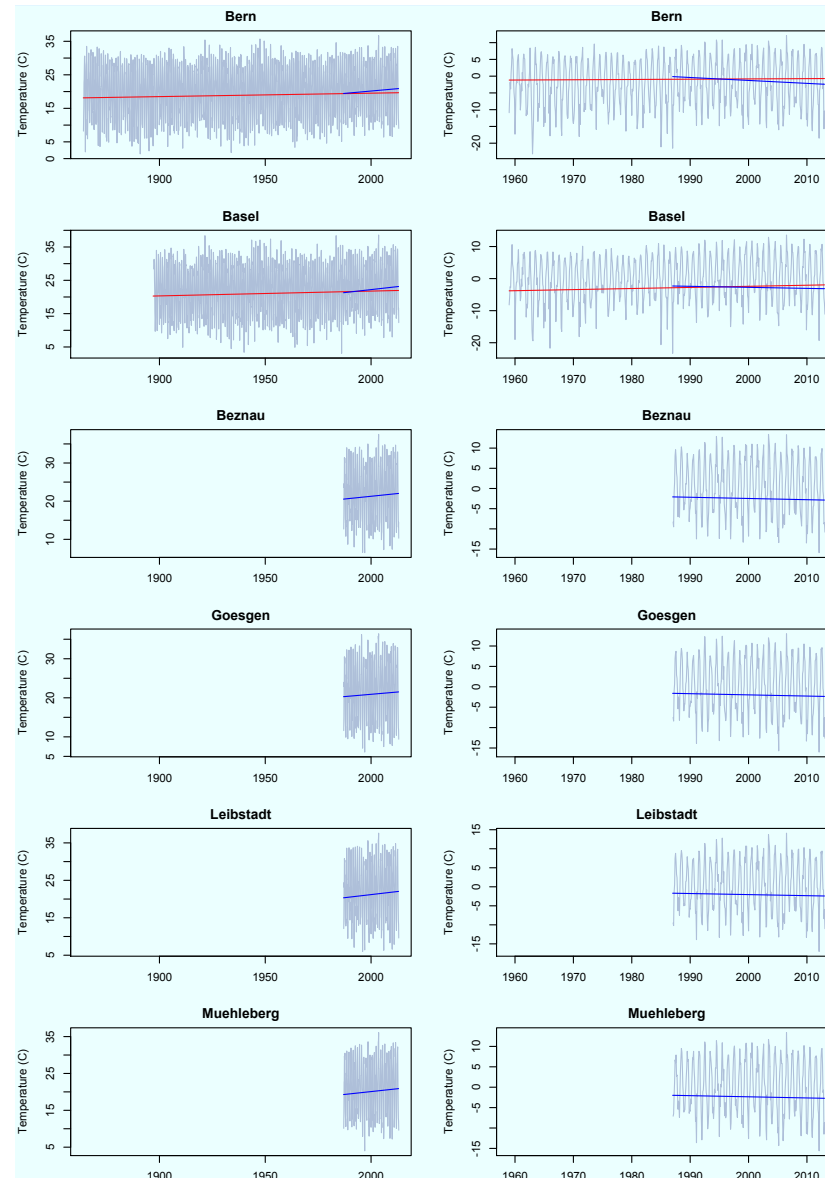 Bern
Temperature (C)
0 5 15 25 35
1900 1950 2000
Bern
Temperature (C)
-20 -10 0 5
1960 1970 1980 1990 2000 2010
Basel
Temperature (C)
5 15 25 35
1900 1950 2000
Basel
Temperature (C)
-20 -10 0 10
1960 1970 1980 1990 2000 2010
Beznau
Temperature (C)
10 20 30
1900 1950 2000
Beznau
Temperature (C)
-15 -5 0 5 10
1960 1970 1980 1990 2000 2010
Goesgen
Temperature (C)
5 10 20 30
1900 1950 2000
Goesgen
Temperature (C)
-15 -5 0 5 10
1960 1970 1980 1990 2000 2010
Leibstadt
Temperature (C)
5 15 25 35
1900 1950 2000
Leibstadt
Temperature (C)
-15 -5 0 5 15
1960 1970 1980 1990 2000 2010
Muehleberg
Temperature (C)
5 15 25 35
1900 1950 2000
Muehleberg
Temperature (C)
-15 -5 0 5 10
1960 1970 1980 1990 2000 2010